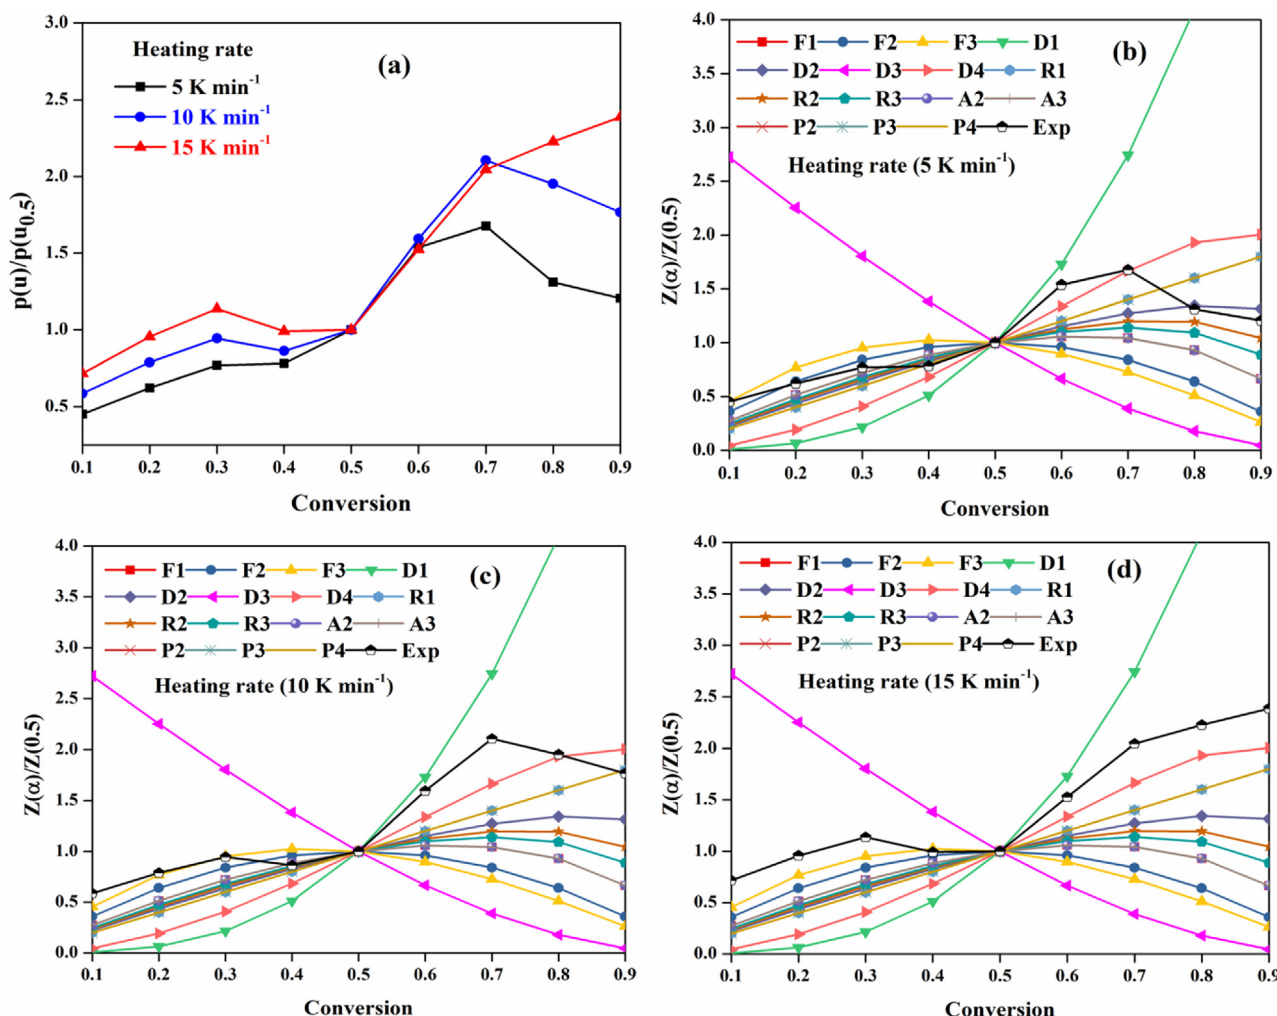 Heating rate
5 K min⁻¹
10 K min⁻¹
15 K min⁻¹
(a)
p(u)/p(u₀.₅)
3.0
2.5
2.0
1.5
1.0
0.5
0.1 0.2 0.3 0.4 0.5 0.6 0.7 0.8 0.9
Conversion
F1 F2 F3 D1
D2 D3 D4 R1
R2 R3 A2 A3
P2 P3 P4 Exp
(b)
Heating rate (5 K min⁻¹)
Z(α)/Z(0.5)
4.0
3.5
3.0
2.5
2.0
1.5
1.0
0.5
0.0
0.1 0.2 0.3 0.4 0.5 0.6 0.7 0.8 0.9
Conversion
F1 F2 F3 D1
D2 D3 D4 R1
R2 R3 A2 A3
P2 P3 P4 Exp
(c)
Heating rate (10 K min⁻¹)
Z(α)/Z(0.5)
4.0
3.5
3.0
2.5
2.0
1.5
1.0
0.5
0.0
0.1 0.2 0.3 0.4 0.5 0.6 0.7 0.8 0.9
Conversion
F1 F2 F3 D1
D2 D3 D4 R1
R2 R3 A2 A3
P2 P3 P4 Exp
(d)
Heating rate (15 K min⁻¹)
Z(α)/Z(0.5)
4.0
3.5
3.0
2.5
2.0
1.5
1.0
0.5
0.0
0.1 0.2 0.3 0.4 0.5 0.6 0.7 0.8 0.9
Conversion